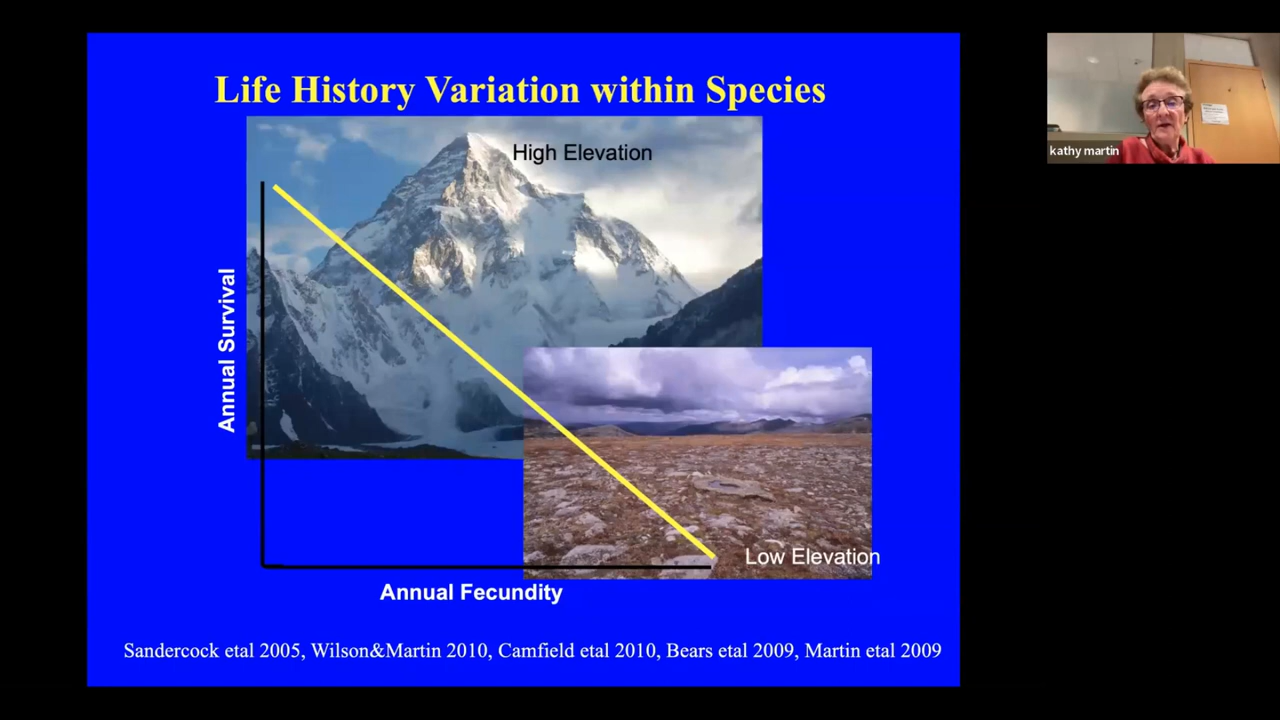 Life History Variation within Species
High Elevation
kathy martin
Annual Survival
Low Elevation
Annual Fecundity
Sandercock etal 2005, Wilson&Martin 2010, Camfield etal 2010, Bears etal 2009, Martin etal 2009